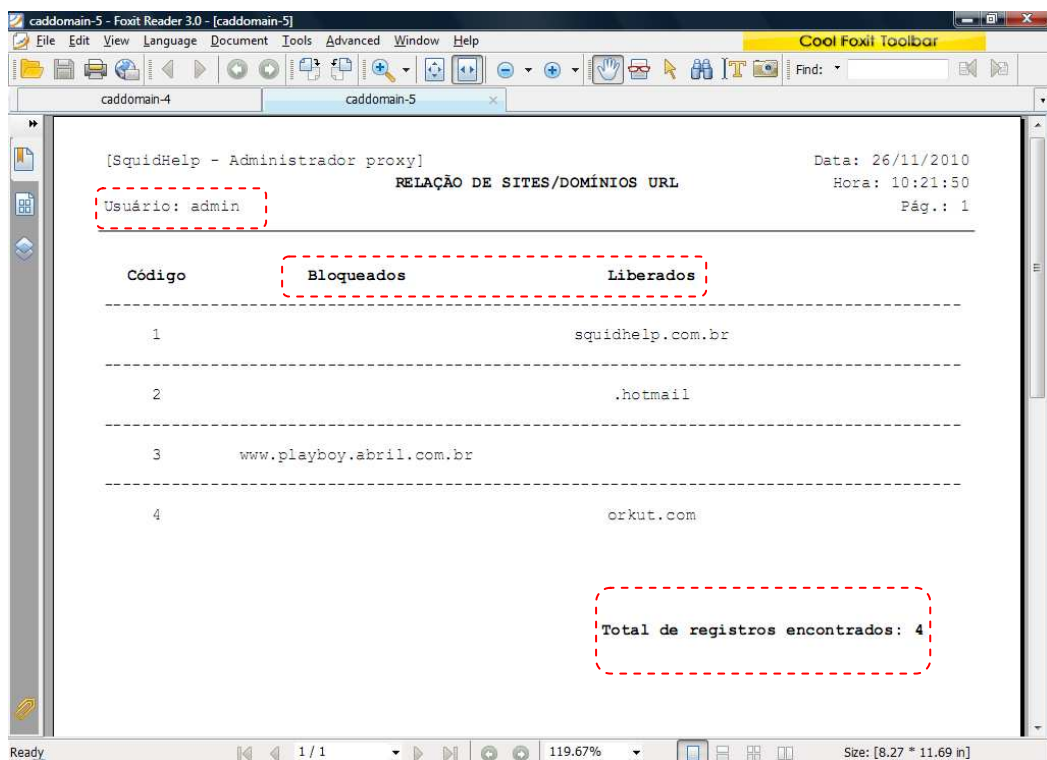 caddomain-5 - Foxit Reader 3.0 - [caddomain-5]
File Edit View Language Document Tools Advanced Window Help
Cool Foxit Toolbar
Find:
caddomain-4 caddomain-5
[SquidHelp - Administrador proxy] Data: 26/11/2010
RELAÇÃO DE SITES/DOMÍNIOS URL Hora: 10:21:50
Usuário: admin Pág.: 1
Código Bloqueados Liberados
1 squidhelp.com.br
2 .hotmail
3 www.playboy.abril.com.br
4 orkut.com
Total de registros encontrados: 4
Ready 1 / 1 119.67% Size: [8.27 * 11.69 in]